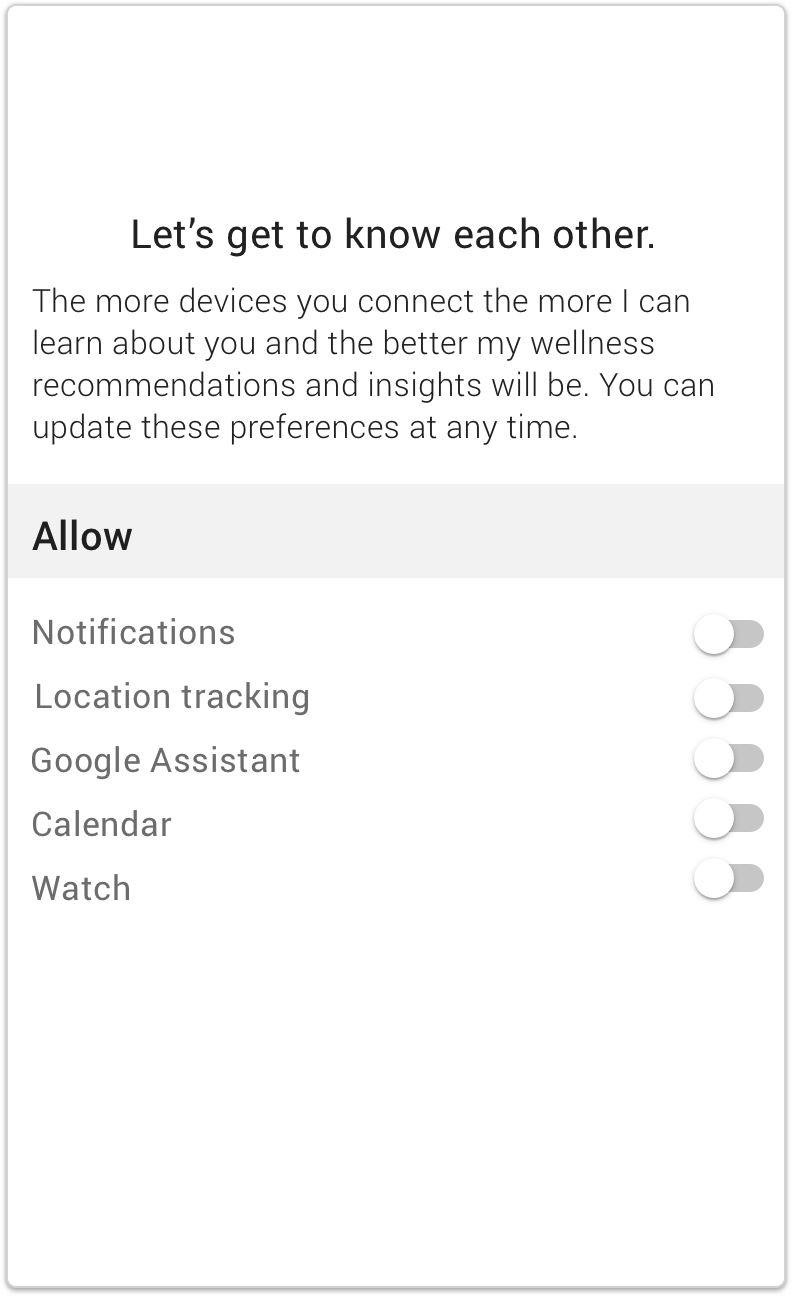 Let’s get to know each other.
The more devices you connect the more I can
learn about you and the better my wellness
recommendations and insights will be. You can
update these preferences at any time.
Allow
Notifications
Location tracking
Google Assistant
Calendar
Watch